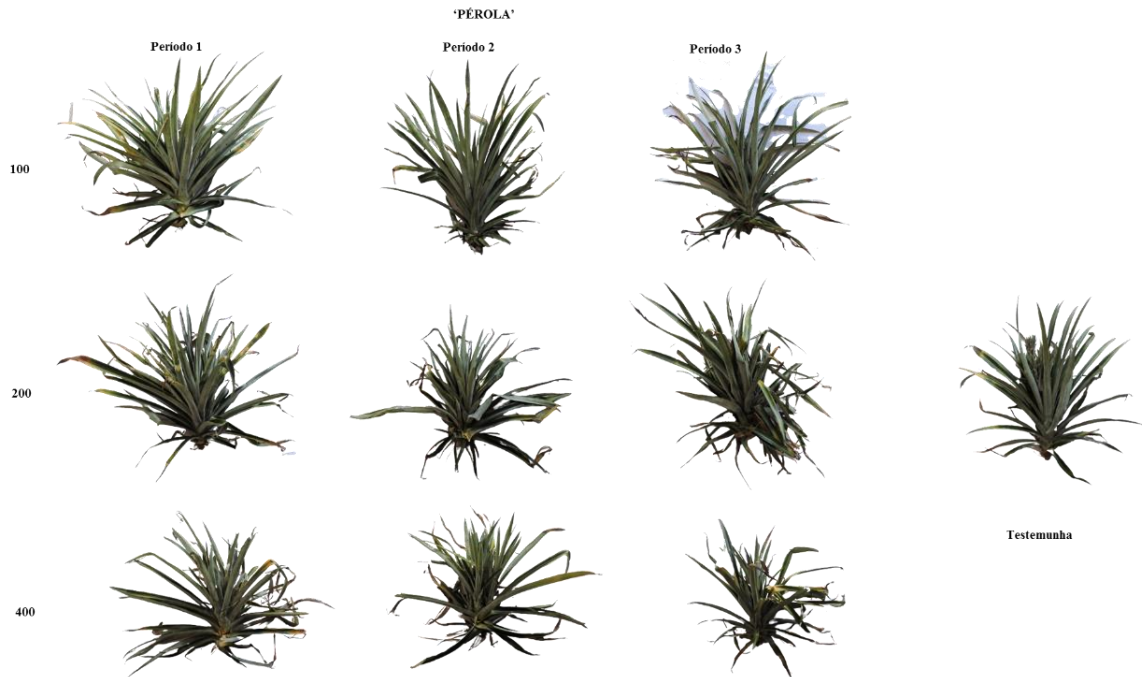 ‘PÉROLA’
Período 1
Período 2
Período 3
100
200
Testemunha
400